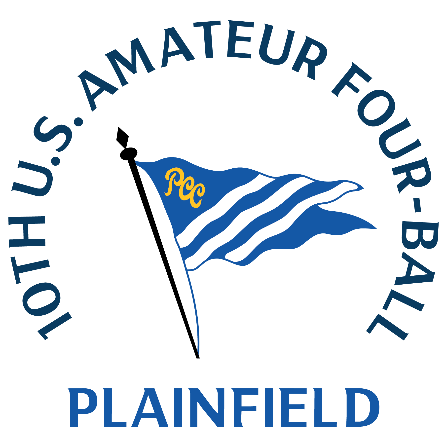 10TH U.S. AMATEUR FOUR-BALL
PCC
PLAINFIELD